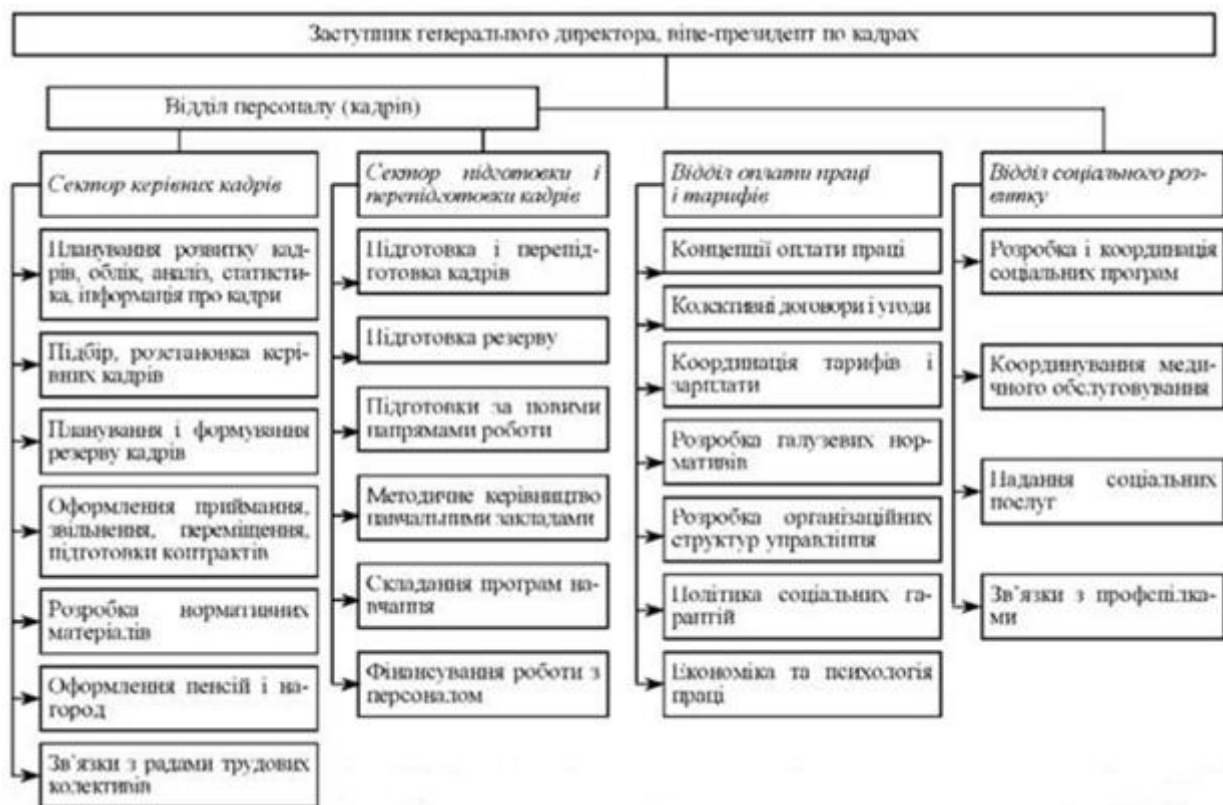 Заступник генерального директора, віце-президент по кадрах
Відділ персоналу (кадрів)
Сектор керівних кадрів
Планування розвитку кад-
рів, облік, аналіз, статисти-
ка, інформація про кадри
Підбір, розстановка керів-
вних кадрів
Планування і формування
резерву кадрів
Оформлення приймання,
звільнення, переміщення,
підготовки контрактів
Розробка нормативних
матеріалів
Оформлення пенсій і на-
город
Зв'язки з радами трудових
колективів
Сектор підготовки і
перепідготовки кадрів
Підготовка і перепід-
готовка кадрів
Підготовка резерву
Підготовки за новими
напрямами роботи
Методичне керівництво
навчальними закладами
Складання програм на-
вчання
Фінансування роботи з
персоналом
Відділ оплати праці
і тарифів
Концепції оплати праці
Колективні договори і угоди
Координація тарифів і
зарплати
Розробка галузевих нор-
мативів
Розробка організаційних
структур управління
Політика соціальних га-
рантій
Економіка та психологія
праці
Відділ соціального роз-
витку
Розробка і координація
соціальних програм
Координування меди-
чного обслуговування
Надання соціальних
послуг
Зв'язки з профспілка-
ми